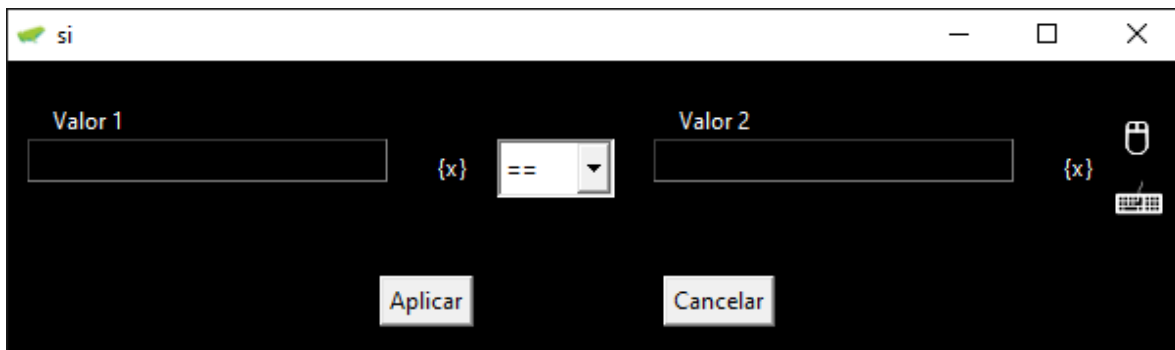 si
Valor 1
Valor 2
{x}
==
{x}
Aplicar
Cancelar